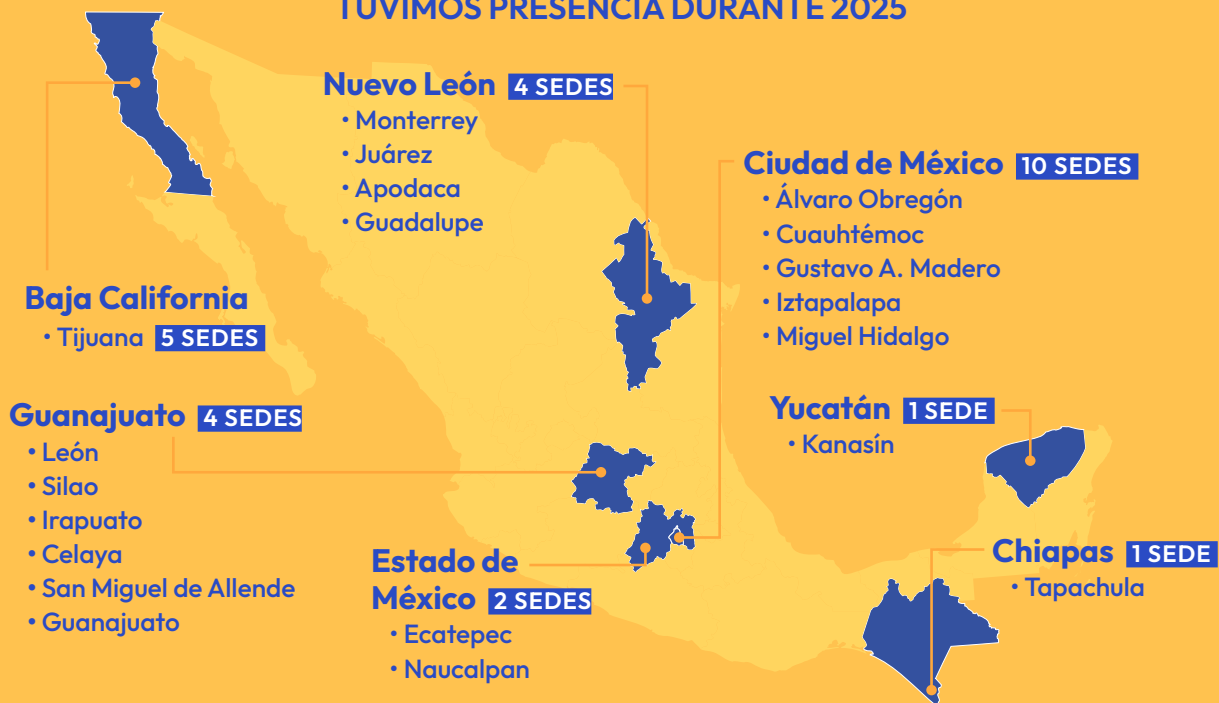 TUVIMOS PRESENCIA DURANTE 2025
Nuevo León 4 SEDES
• Monterrey
• Juárez
• Apodaca
• Guadalupe
Ciudad de México 10 SEDES
• Álvaro Obregón
• Cuauhtémoc
• Gustavo A. Madero
• Iztapalapa
• Miguel Hidalgo
Baja California
• Tijuana 5 SEDES
Guanajuato 4 SEDES
• León
• Silao
• Irapuato
• Celaya
• San Miguel de Allende
• Guanajuato
Yucatán 1 SEDE
• Kanasín
Estado de
México 2 SEDES
• Ecatepec
• Naucalpan
Chiapas 1 SEDE
• Tapachula